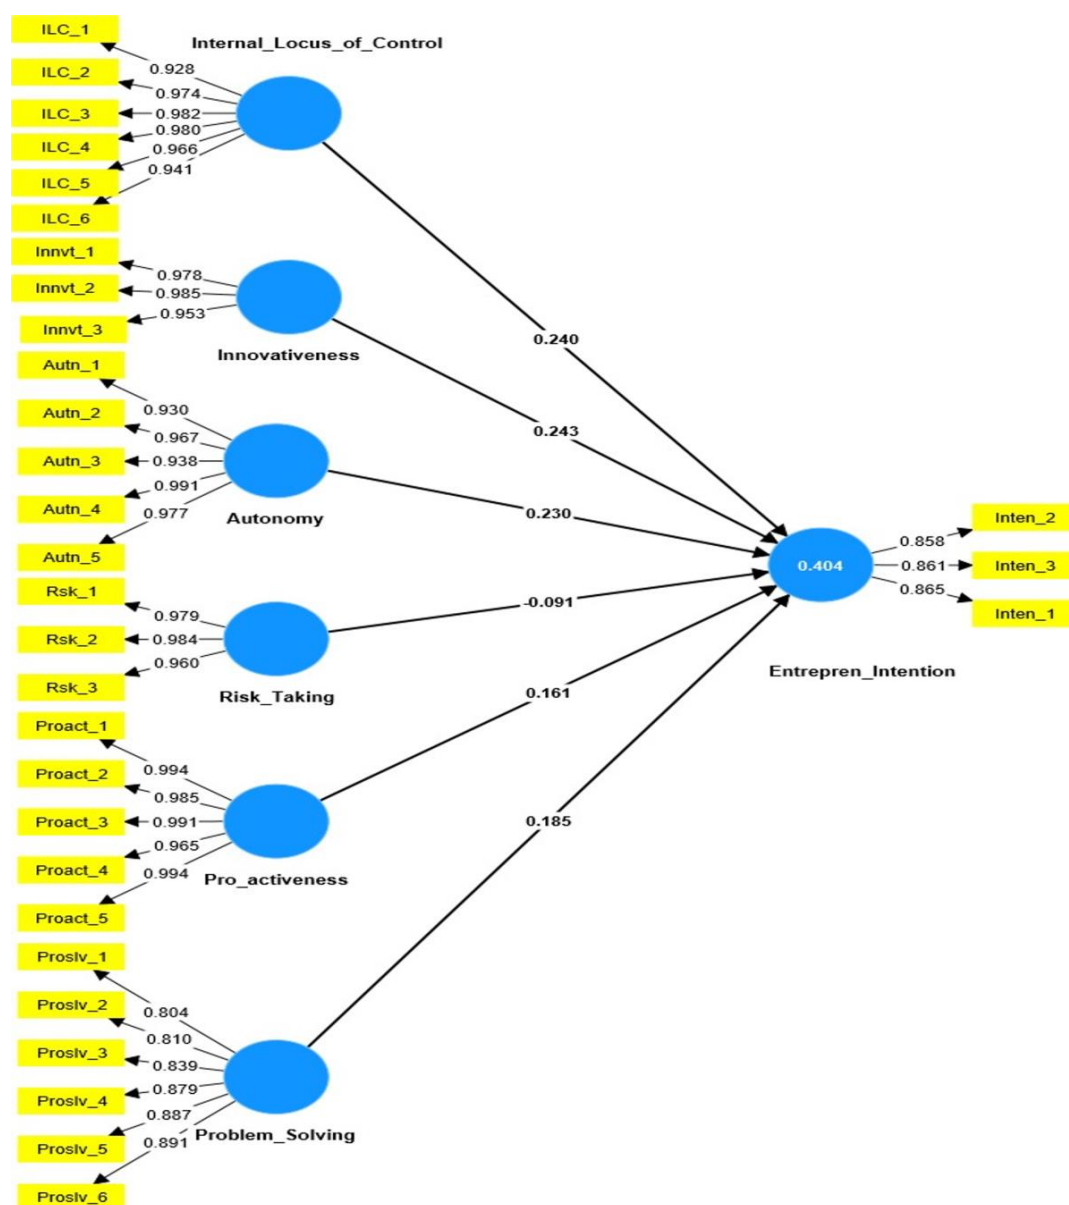 ILC_1
Internal_Locus_of_Control
0.928
ILC_2
0.974
ILC_3
0.982
0.980
ILC_4
0.966
0.941
ILC_5
ILC_6
Innvt_1
0.978
Innvt_2
0.985
0.953
Innvt_3
0.240
Innovativeness
Autn_1
0.930
Autn_2
0.243
0.967
Autn_3
0.938
0.991
Autn_4
0.977
0.230
Autonomy
Autn_5
Inten_2
0.858
0.404
0.861
Inten_3
0.865
Inten_1
Rsk_1
0.979
-0.091
Rsk_2
0.984
0.960
Rsk_3
Risk_Taking
Entrepren_Intention
0.161
Proact_1
0.994
Proact_2
0.985
Proact_3
0.991
0.965
Proact_4
0.994
Pro_activeness
0.185
Proact_5
Proslv_1
0.804
Proslv_2
0.810
Proslv_3
0.839
0.879
Proslv_4
0.887
Proslv_5
0.891
Problem_Solving
Proslv_6